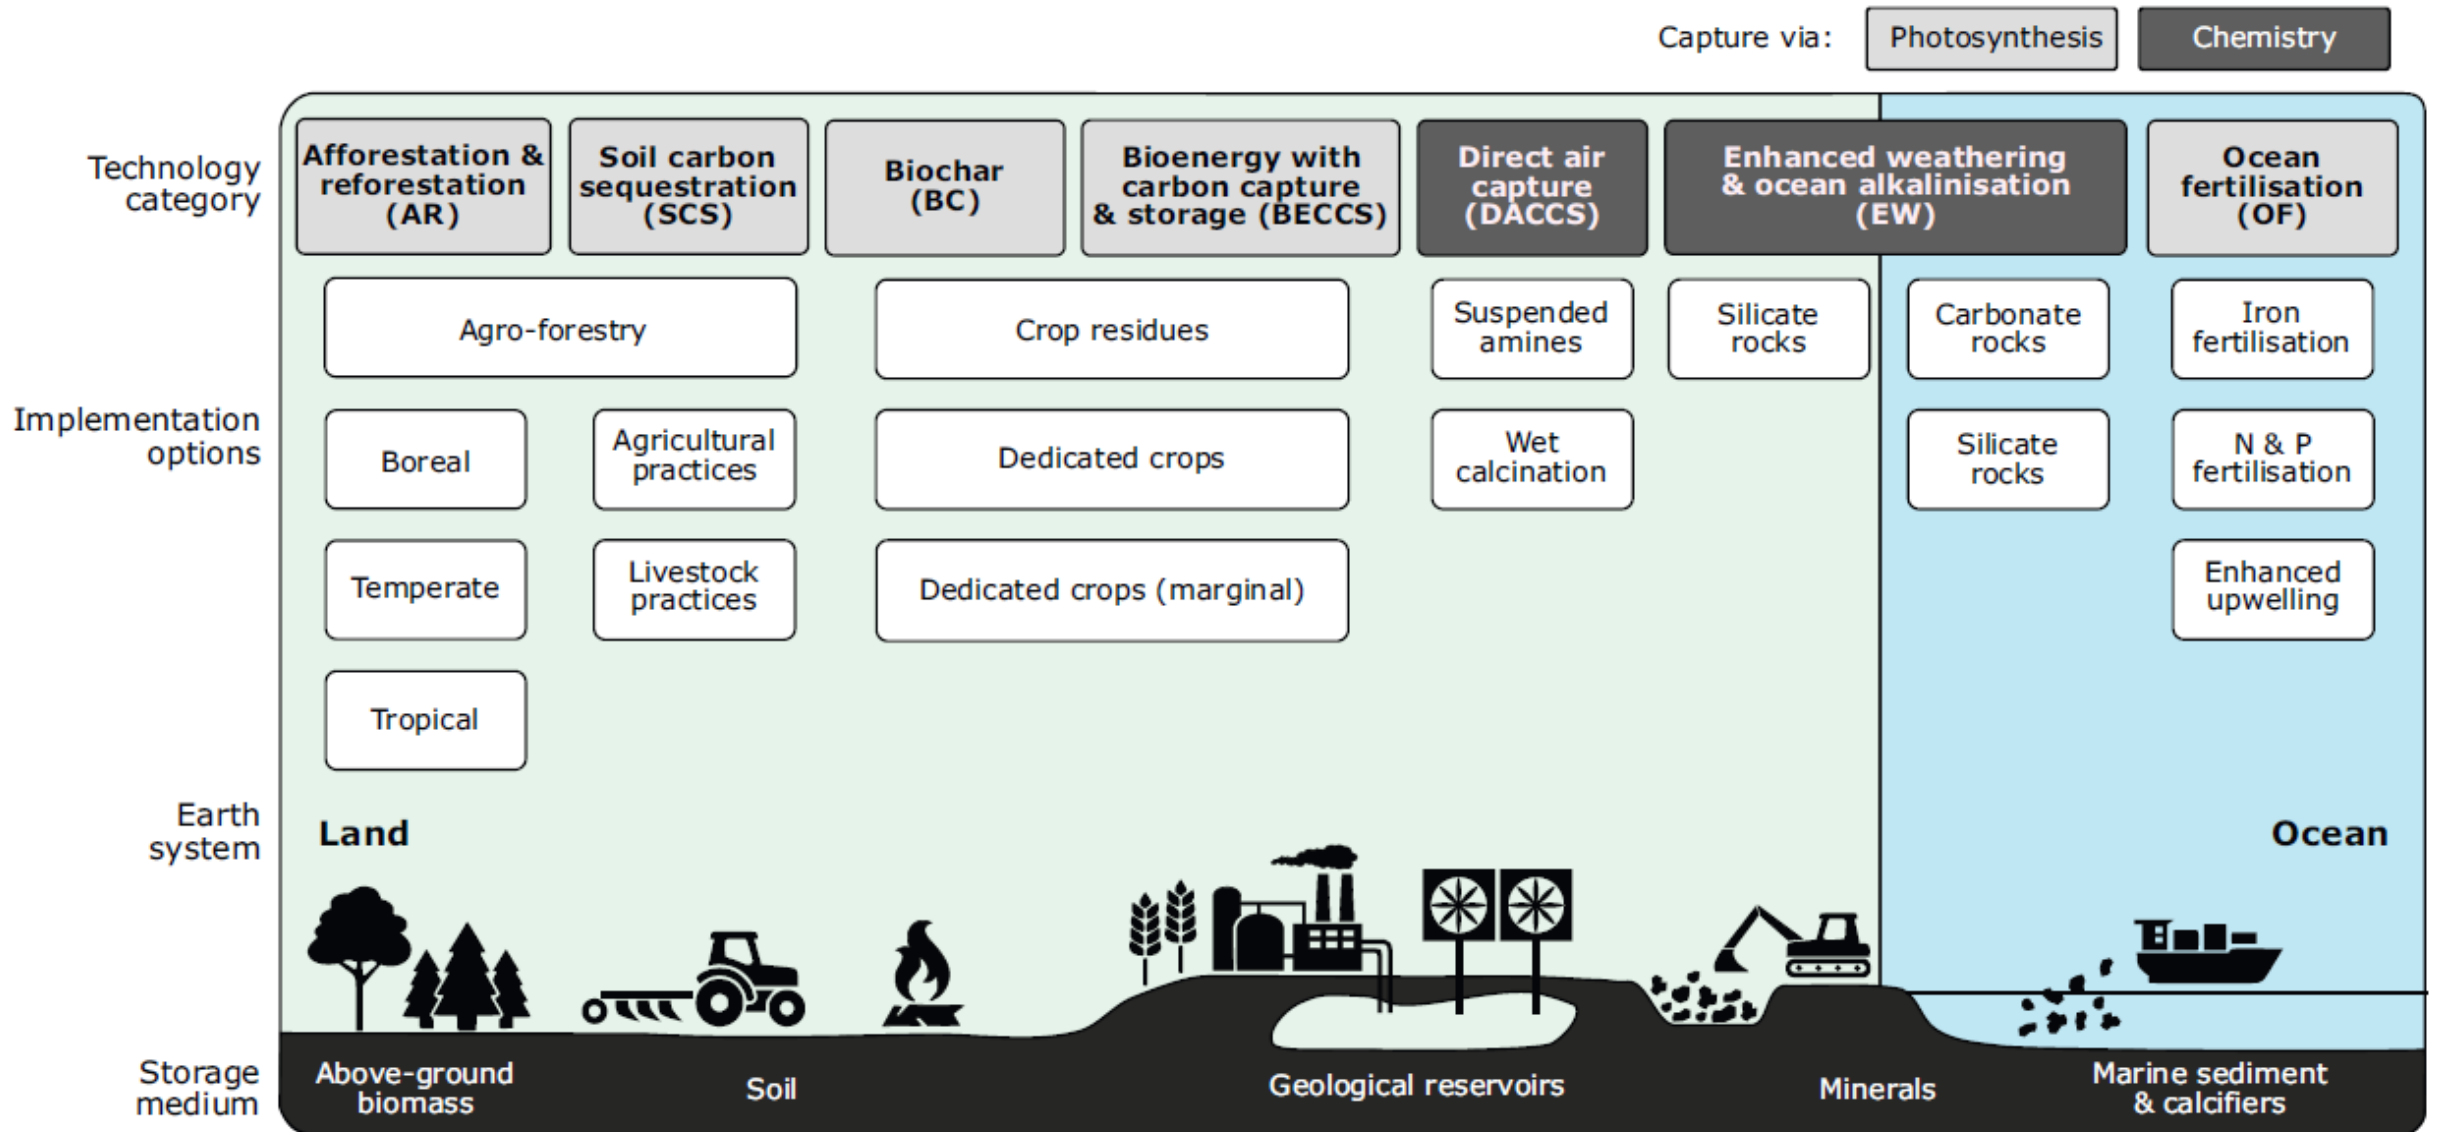 Capture via:
Photosynthesis
Chemistry
Technology
category
Afforestation &
reforestation
(AR)
Soil carbon
sequestration
(SCS)
Biochar
(BC)
Bioenergy with
carbon capture
& storage (BECCS)
Direct air
capture
(DACCS)
Enhanced weathering
& ocean alkalinisation
(EW)
Ocean
fertilisation
(OF)
Implementation
options
Agro-forestry
Crop residues
Suspended
amines
Silicate
rocks
Carbonate
rocks
Iron
fertilisation
Boreal
Agricultural
practices
Dedicated crops
Wet
calcination
Silicate
rocks
N & P
fertilisation
Temperate
Livestock
practices
Dedicated crops (marginal)
Enhanced
upwelling
Tropical
Earth
system
Land
Ocean
Storage
medium
Above-ground
biomass
Soil
Geological reservoirs
Minerals
Marine sediment
& calcifiers